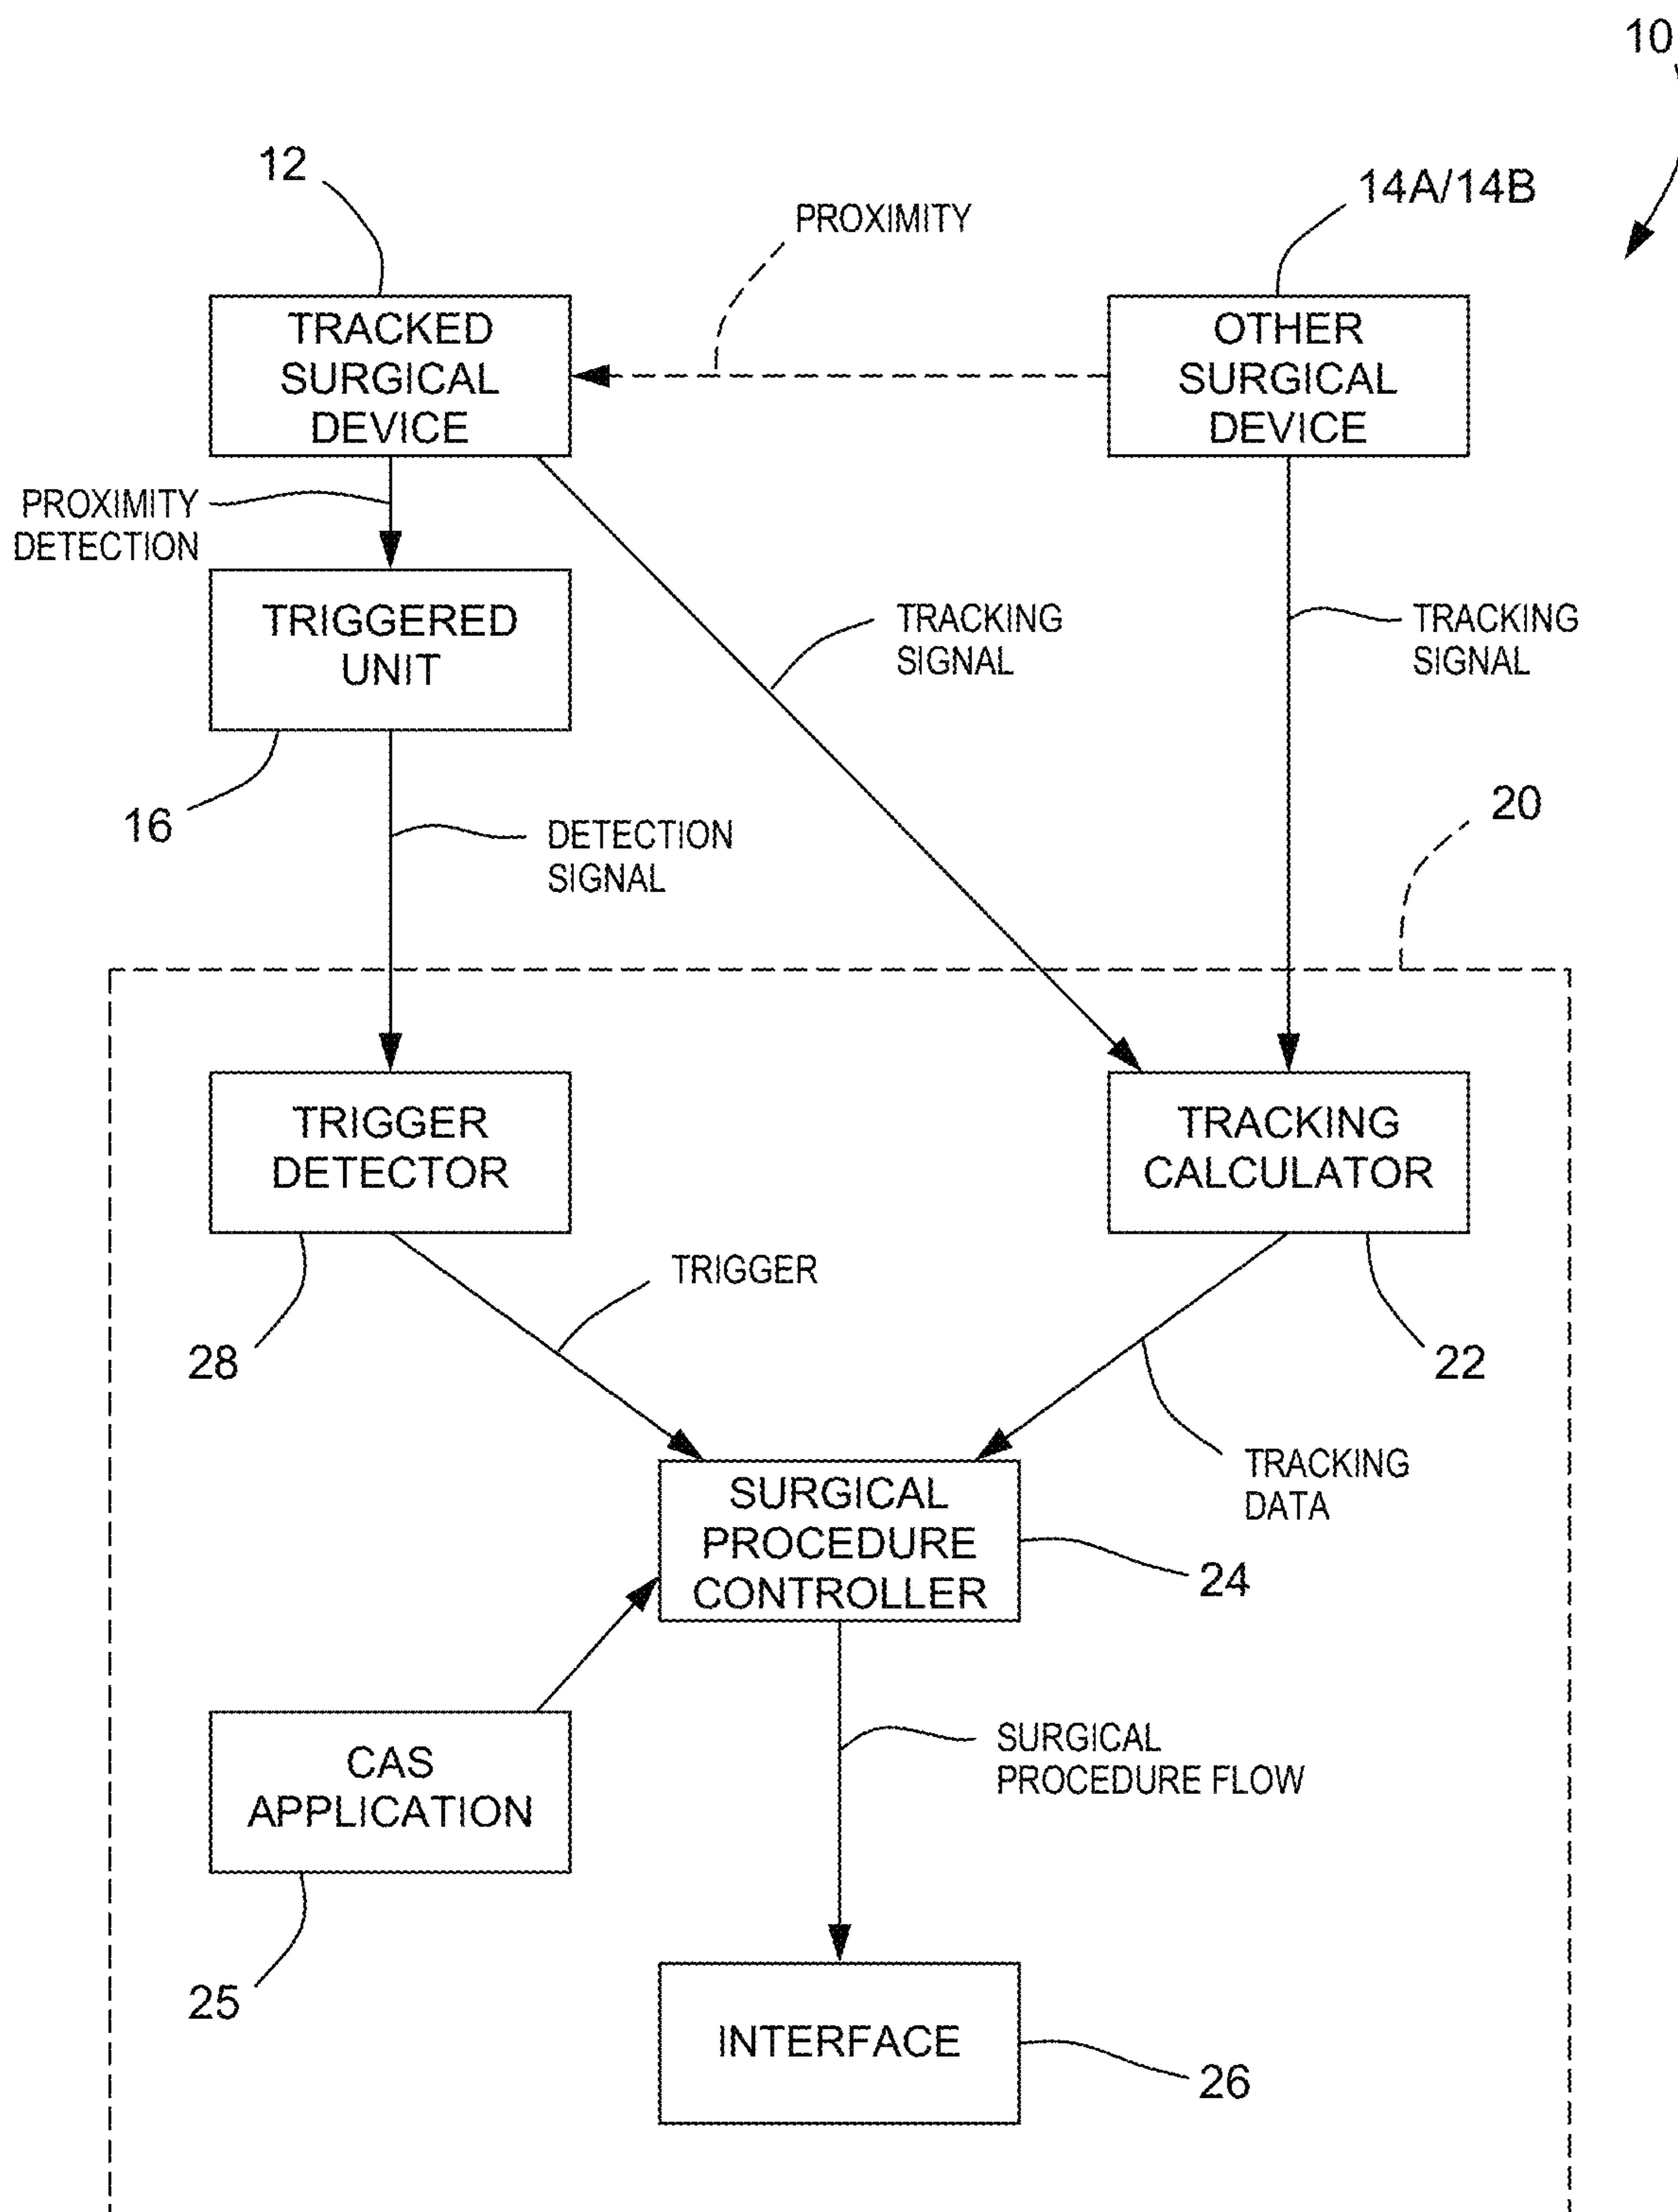 10
12
14A/14B
PROXIMITY
TRACKED
SURGICAL
DEVICE
OTHER
SURGICAL
DEVICE
PROXIMITY
DETECTION
TRIGGERED
UNIT
TRACKING
SIGNAL
TRACKING
SIGNAL
16
20
DETECTION
SIGNAL
TRIGGER
DETECTOR
TRACKING
CALCULATOR
TRIGGER
28
22
TRACKING
DATA
SURGICAL
PROCEDURE
CONTROLLER
24
CAS
APPLICATION
SURGICAL
PROCEDURE FLOW
25
INTERFACE
26